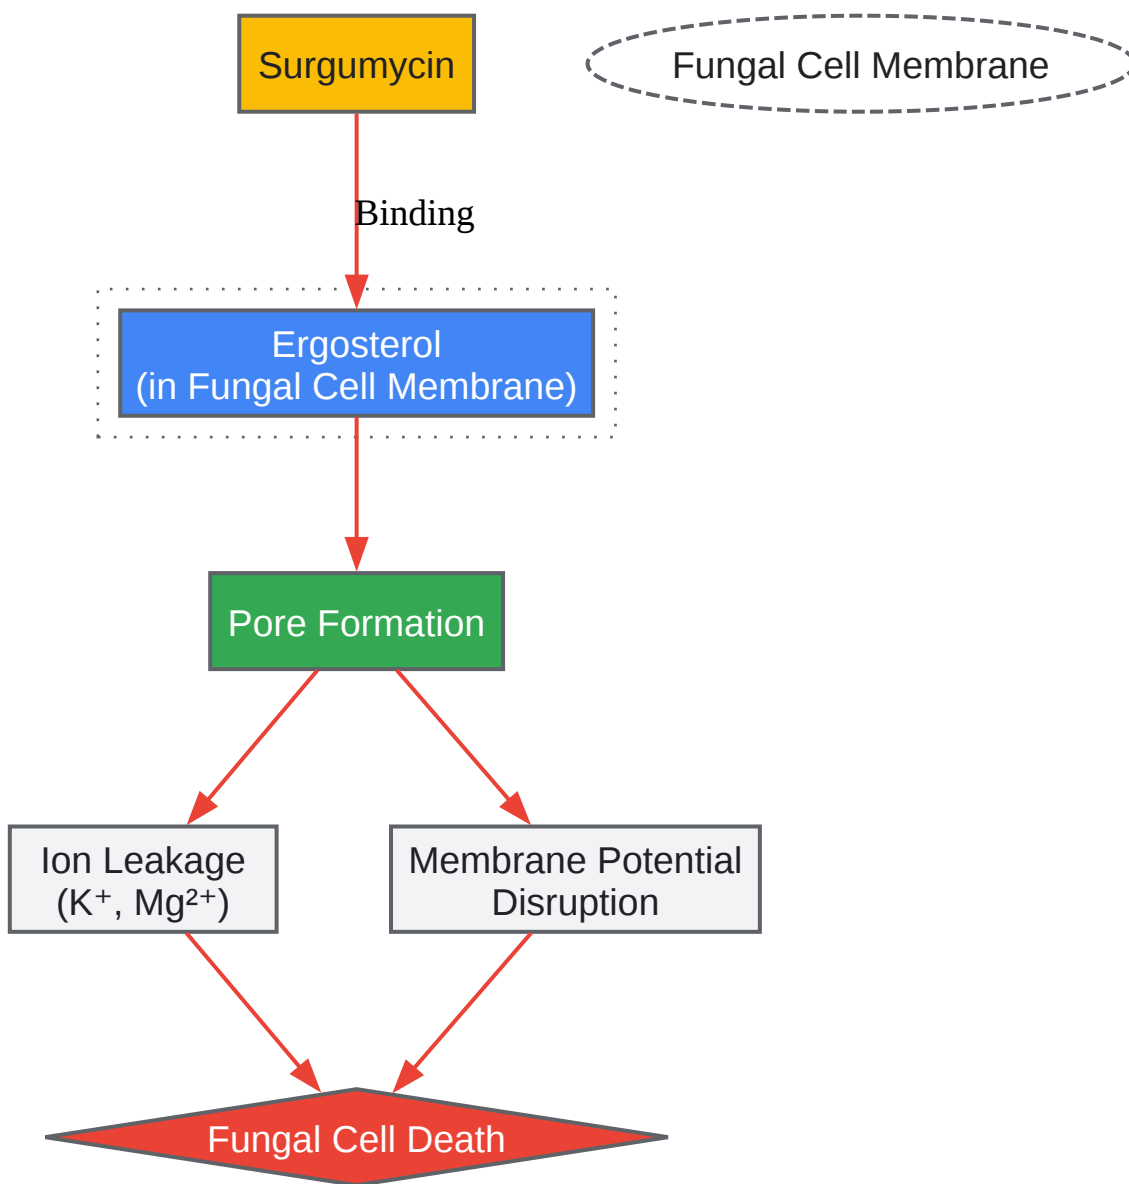 Surgumycin
Fungal Cell Membrane
Binding
Ergosterol
(in Fungal Cell Membrane)
Pore Formation
Ion Leakage
(K⁺, Mg²⁺)
Membrane Potential
Disruption
Fungal Cell Death